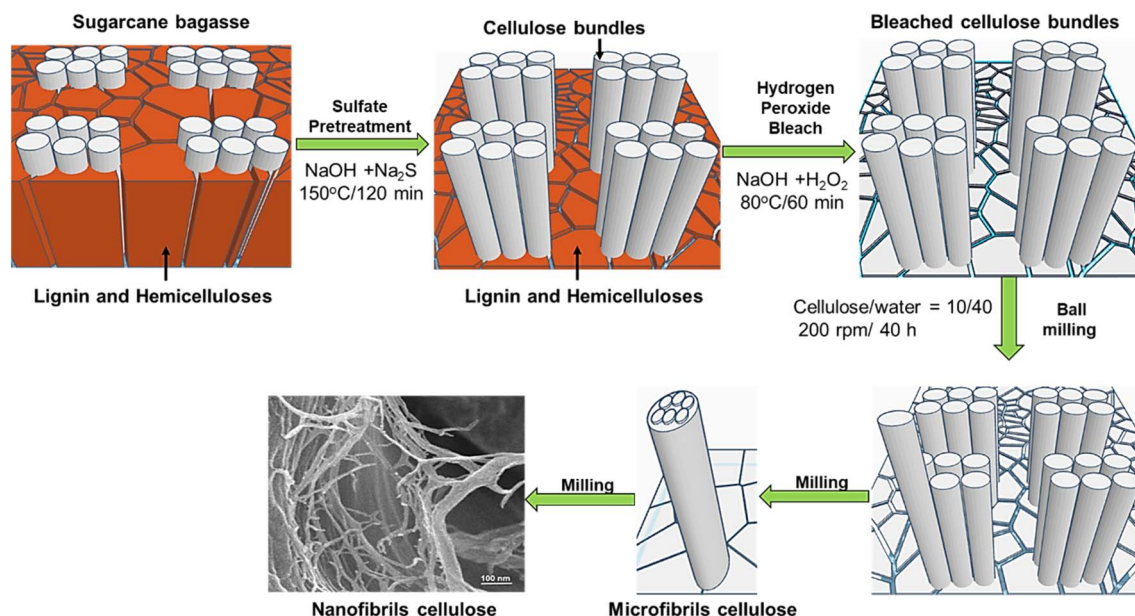 Sugarcane bagasse
Lignin and Hemicelluloses
Sulfate
Pretreatment
NaOH +Na₂S
150°C/120 min
Cellulose bundles
Lignin and Hemicelluloses
Hydrogen
Peroxide
Bleach
NaOH +H₂O₂
80°C/60 min
Bleached cellulose bundles
Cellulose/water = 10/40
200 rpm/ 40 h
Ball
milling
Milling
Microfibrils cellulose
Milling
100 nm
Nanofibrils cellulose